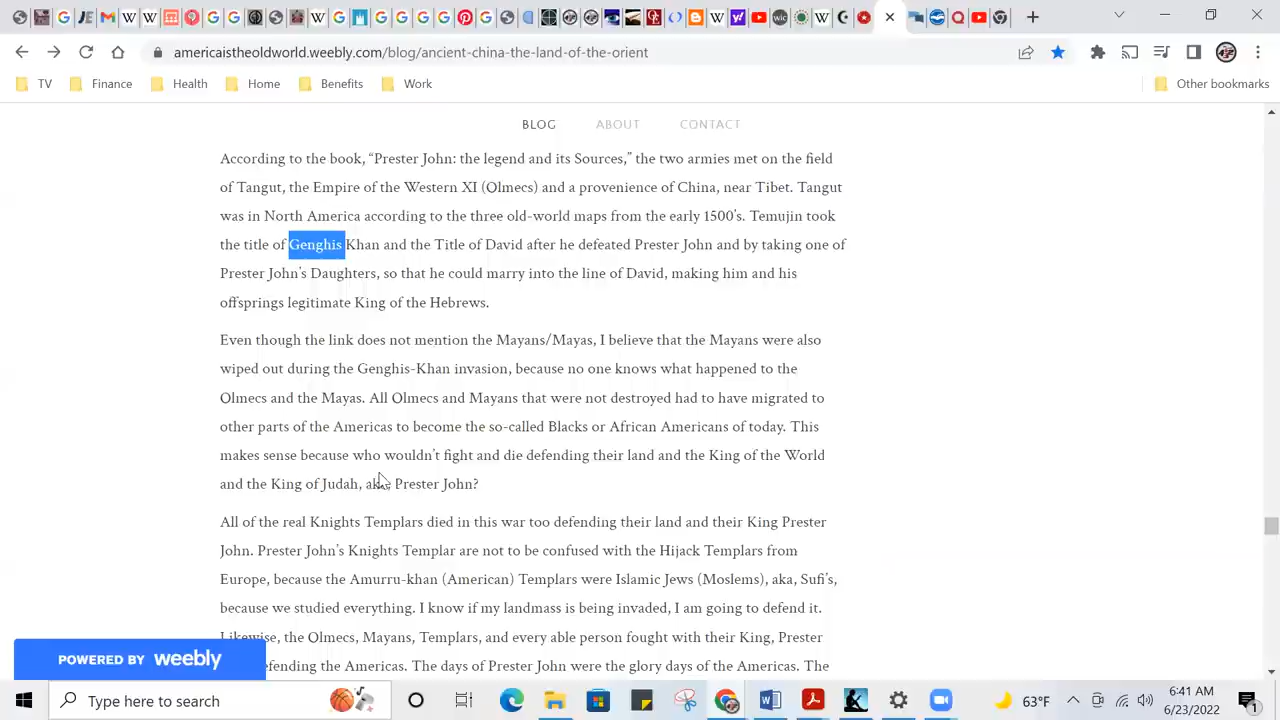 americaistheoldworld.weebly.com/blog/ancient-china-the-land-of-the-orient
TV Finance Health Home Benefits Work Other bookmarks
BLOG ABOUT CONTACT
According to the book, “Prester John: the legend and its Sources,” the two armies met on the field
of Tangut, the Empire of the Western XI (Olmecs) and a provenience of China, near Tibet. Tangut
was in North America according to the three old-world maps from the early 1500's. Temujin took
the title of Genghis Khan and the Title of David after he defeated Prester John and by taking one of
Prester John's Daughters, so that he could marry into the line of David, making him and his
offsprings legitimate King of the Hebrews.
Even though the link does not mention the Mayans/Mayas, I believe that the Mayans were also
wiped out during the Genghis-Khan invasion, because no one knows what happened to the
Olmecs and the Mayas. All Olmecs and Mayans that were not destroyed had to have migrated to
other parts of the Americas to become the so-called Blacks or African Americans of today. This
makes sense because who wouldn't fight and die defending their land and the King of the World
and the King of Judah, aka, Prester John?
All of the real Knights Templars died in this war too defending their land and their King Prester
John. Prester John's Knights Templar are not to be confused with the Hijack Templars from
Europe, because the Amurru-khan (American) Templars were Islamic Jews (Moslems), aka, Sufi's,
because we studied everything. I know if my landmass is being invaded, I am going to defend it.
Likewise, the Olmecs, Mayans, Templars, and every able person fought with their King, Prester
defending the Americas. The days of Prester John were the glory days of the Americas. The
POWERED BY weebly
Type here to search
63°F
6:41 AM
6/23/2022
1